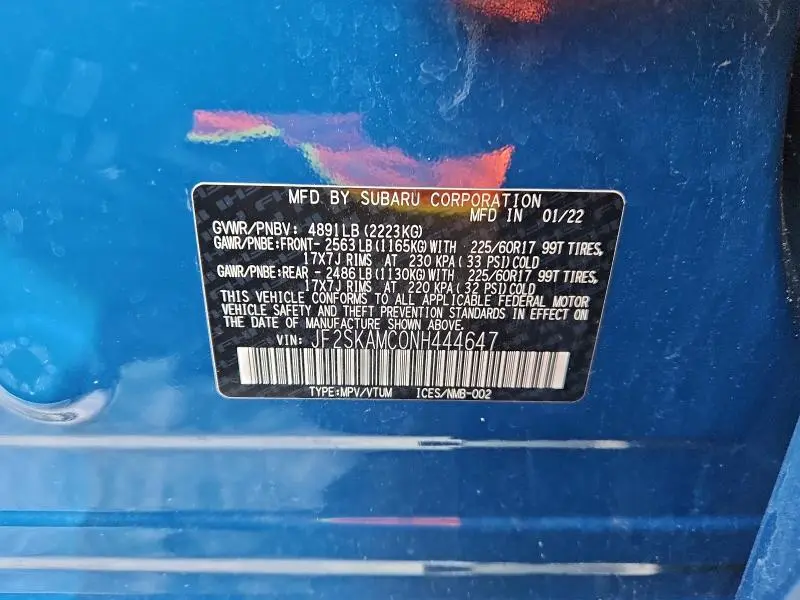 MFD BY SUBARU CORPORATION
MFD IN 01/22
GVWR/PNBV: 4891LB(2223KG)
GAWR/PNBE:FRONT- 2563LB(1165KG)WITH 225/60R17 99T TIRES,
17X7J RIMS AT 230 KPA( 33 PSI)COLD
GAWR/PNBE:REAR - 2486LB(1130KG)WITH 225/60R17 99T TIRES,
17X7J RIMS AT 220 KPA( 32 PSI)COLD
THIS VEHICLE CONFORMS TO ALL APPLICABLE FEDERAL MOTOR
VEHICLE SAFETY AND THEFT PREVENTION STANDARDS IN EFFECT ON
THE DATE OF MANUFACTURE SHOWN ABOVE.
VIN: JF2SKAMC0NH444647
TYPE:MPV/VTUM ICES/NMB-002